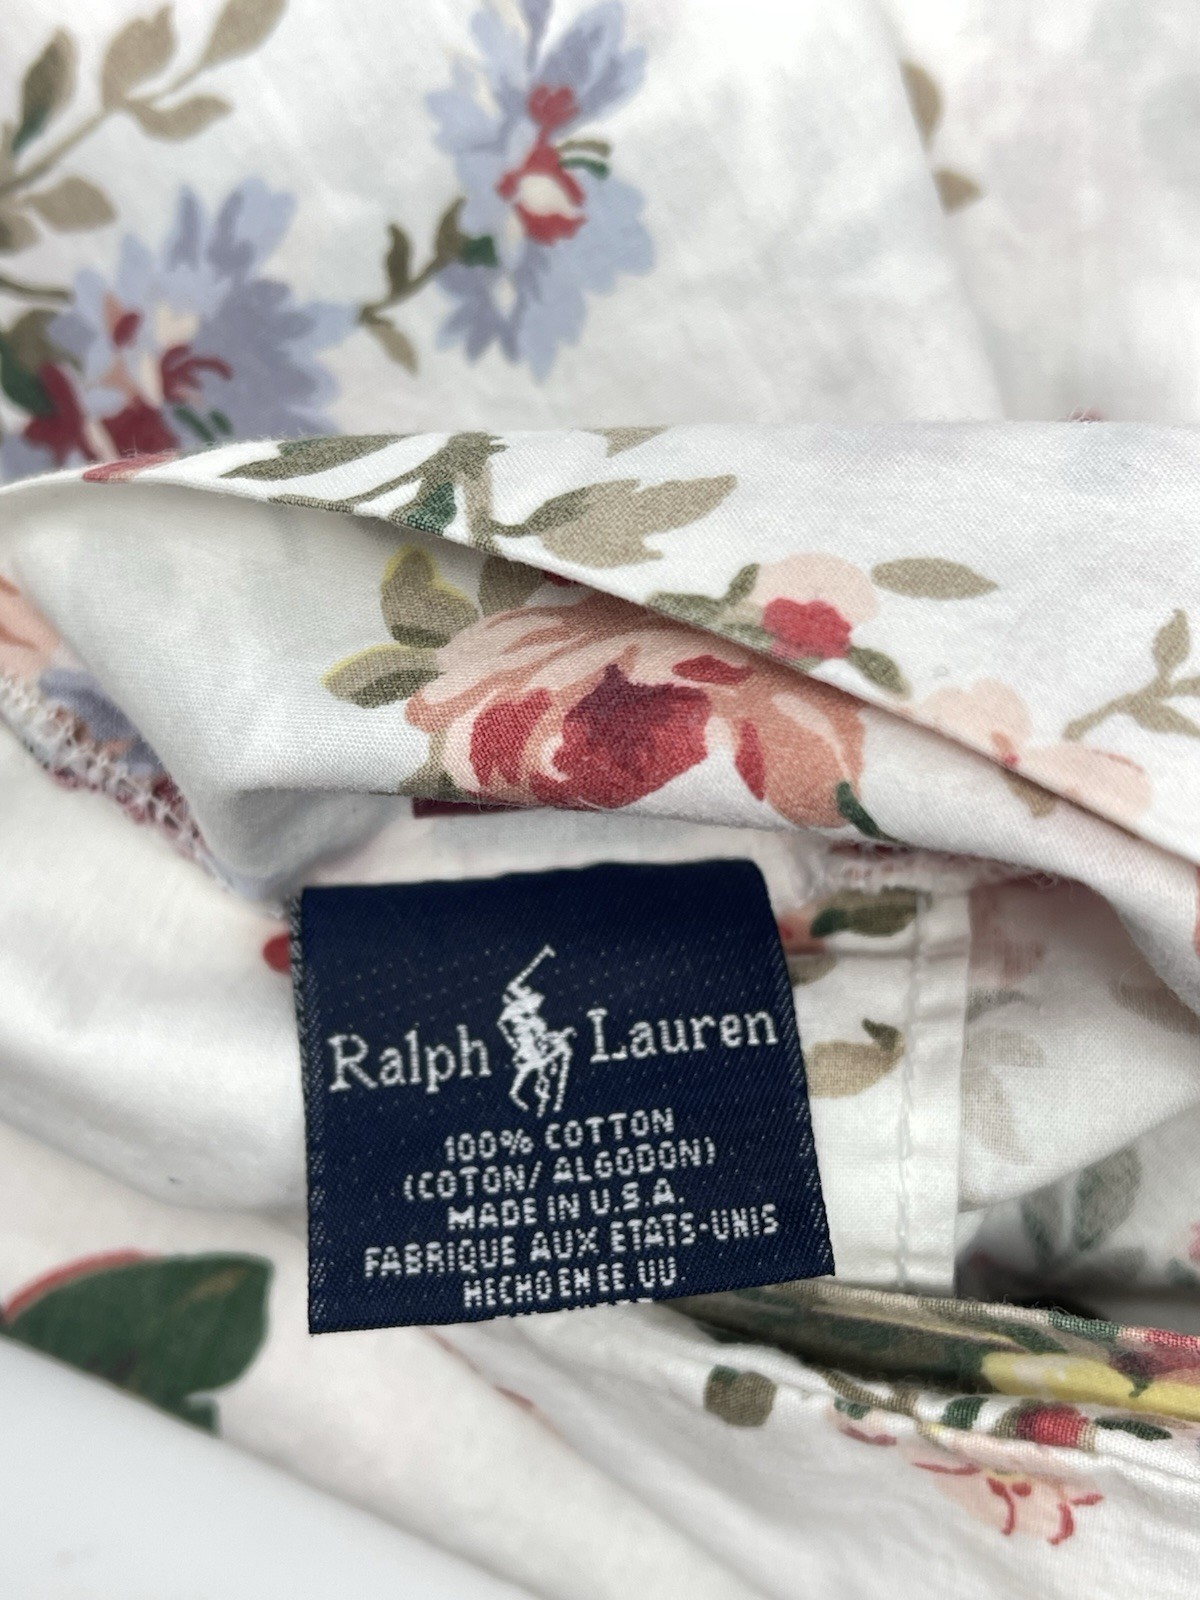 Ralph Lauren
100% COTTON
(COTON/ ALGODON)
MADE IN U.S.A.
FABRIQUE AUX ETATS-UNIS
HECHO EN EE. UU.